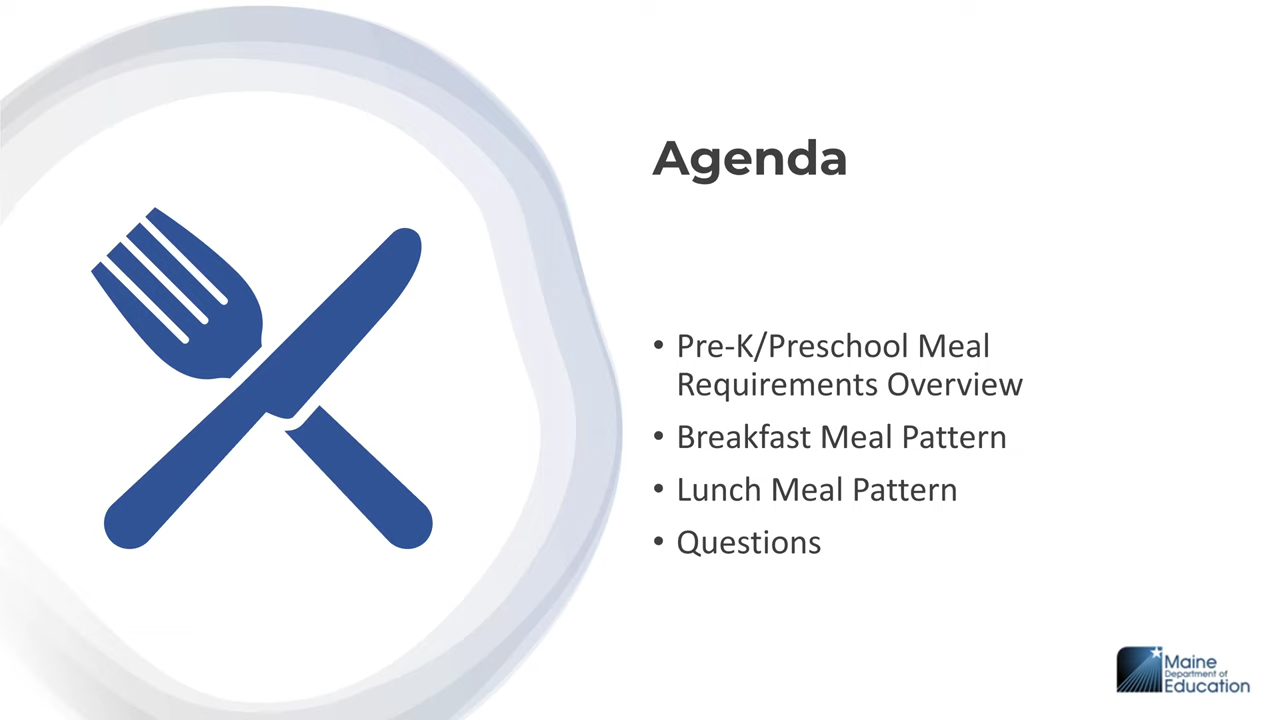 Agenda
• Pre-K/Preschool Meal
Requirements Overview
• Breakfast Meal Pattern
• Lunch Meal Pattern
• Questions
Maine
Department of
Education